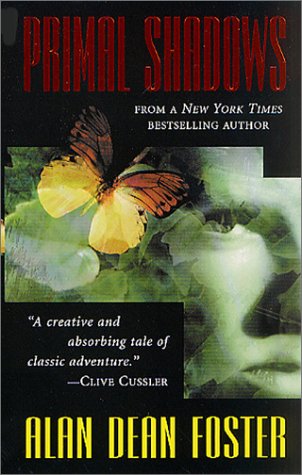 PRIMAL SHADOWS
FROM A NEW YORK TIMES
BESTSELLING AUTHOR
"A creative and
absorbing tale of
classic adventure."
—CLIVE CUSSLER
ALAN DEAN FOSTER